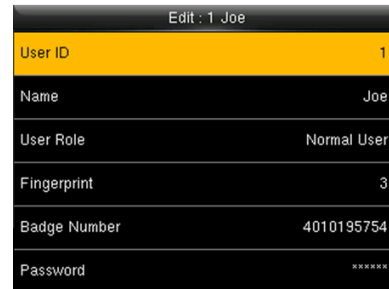 Edit : 1 Joe
User ID 1
Name Joe
User Role Normal User
Fingerprint 3
Badge Number 4010195754
Password ******